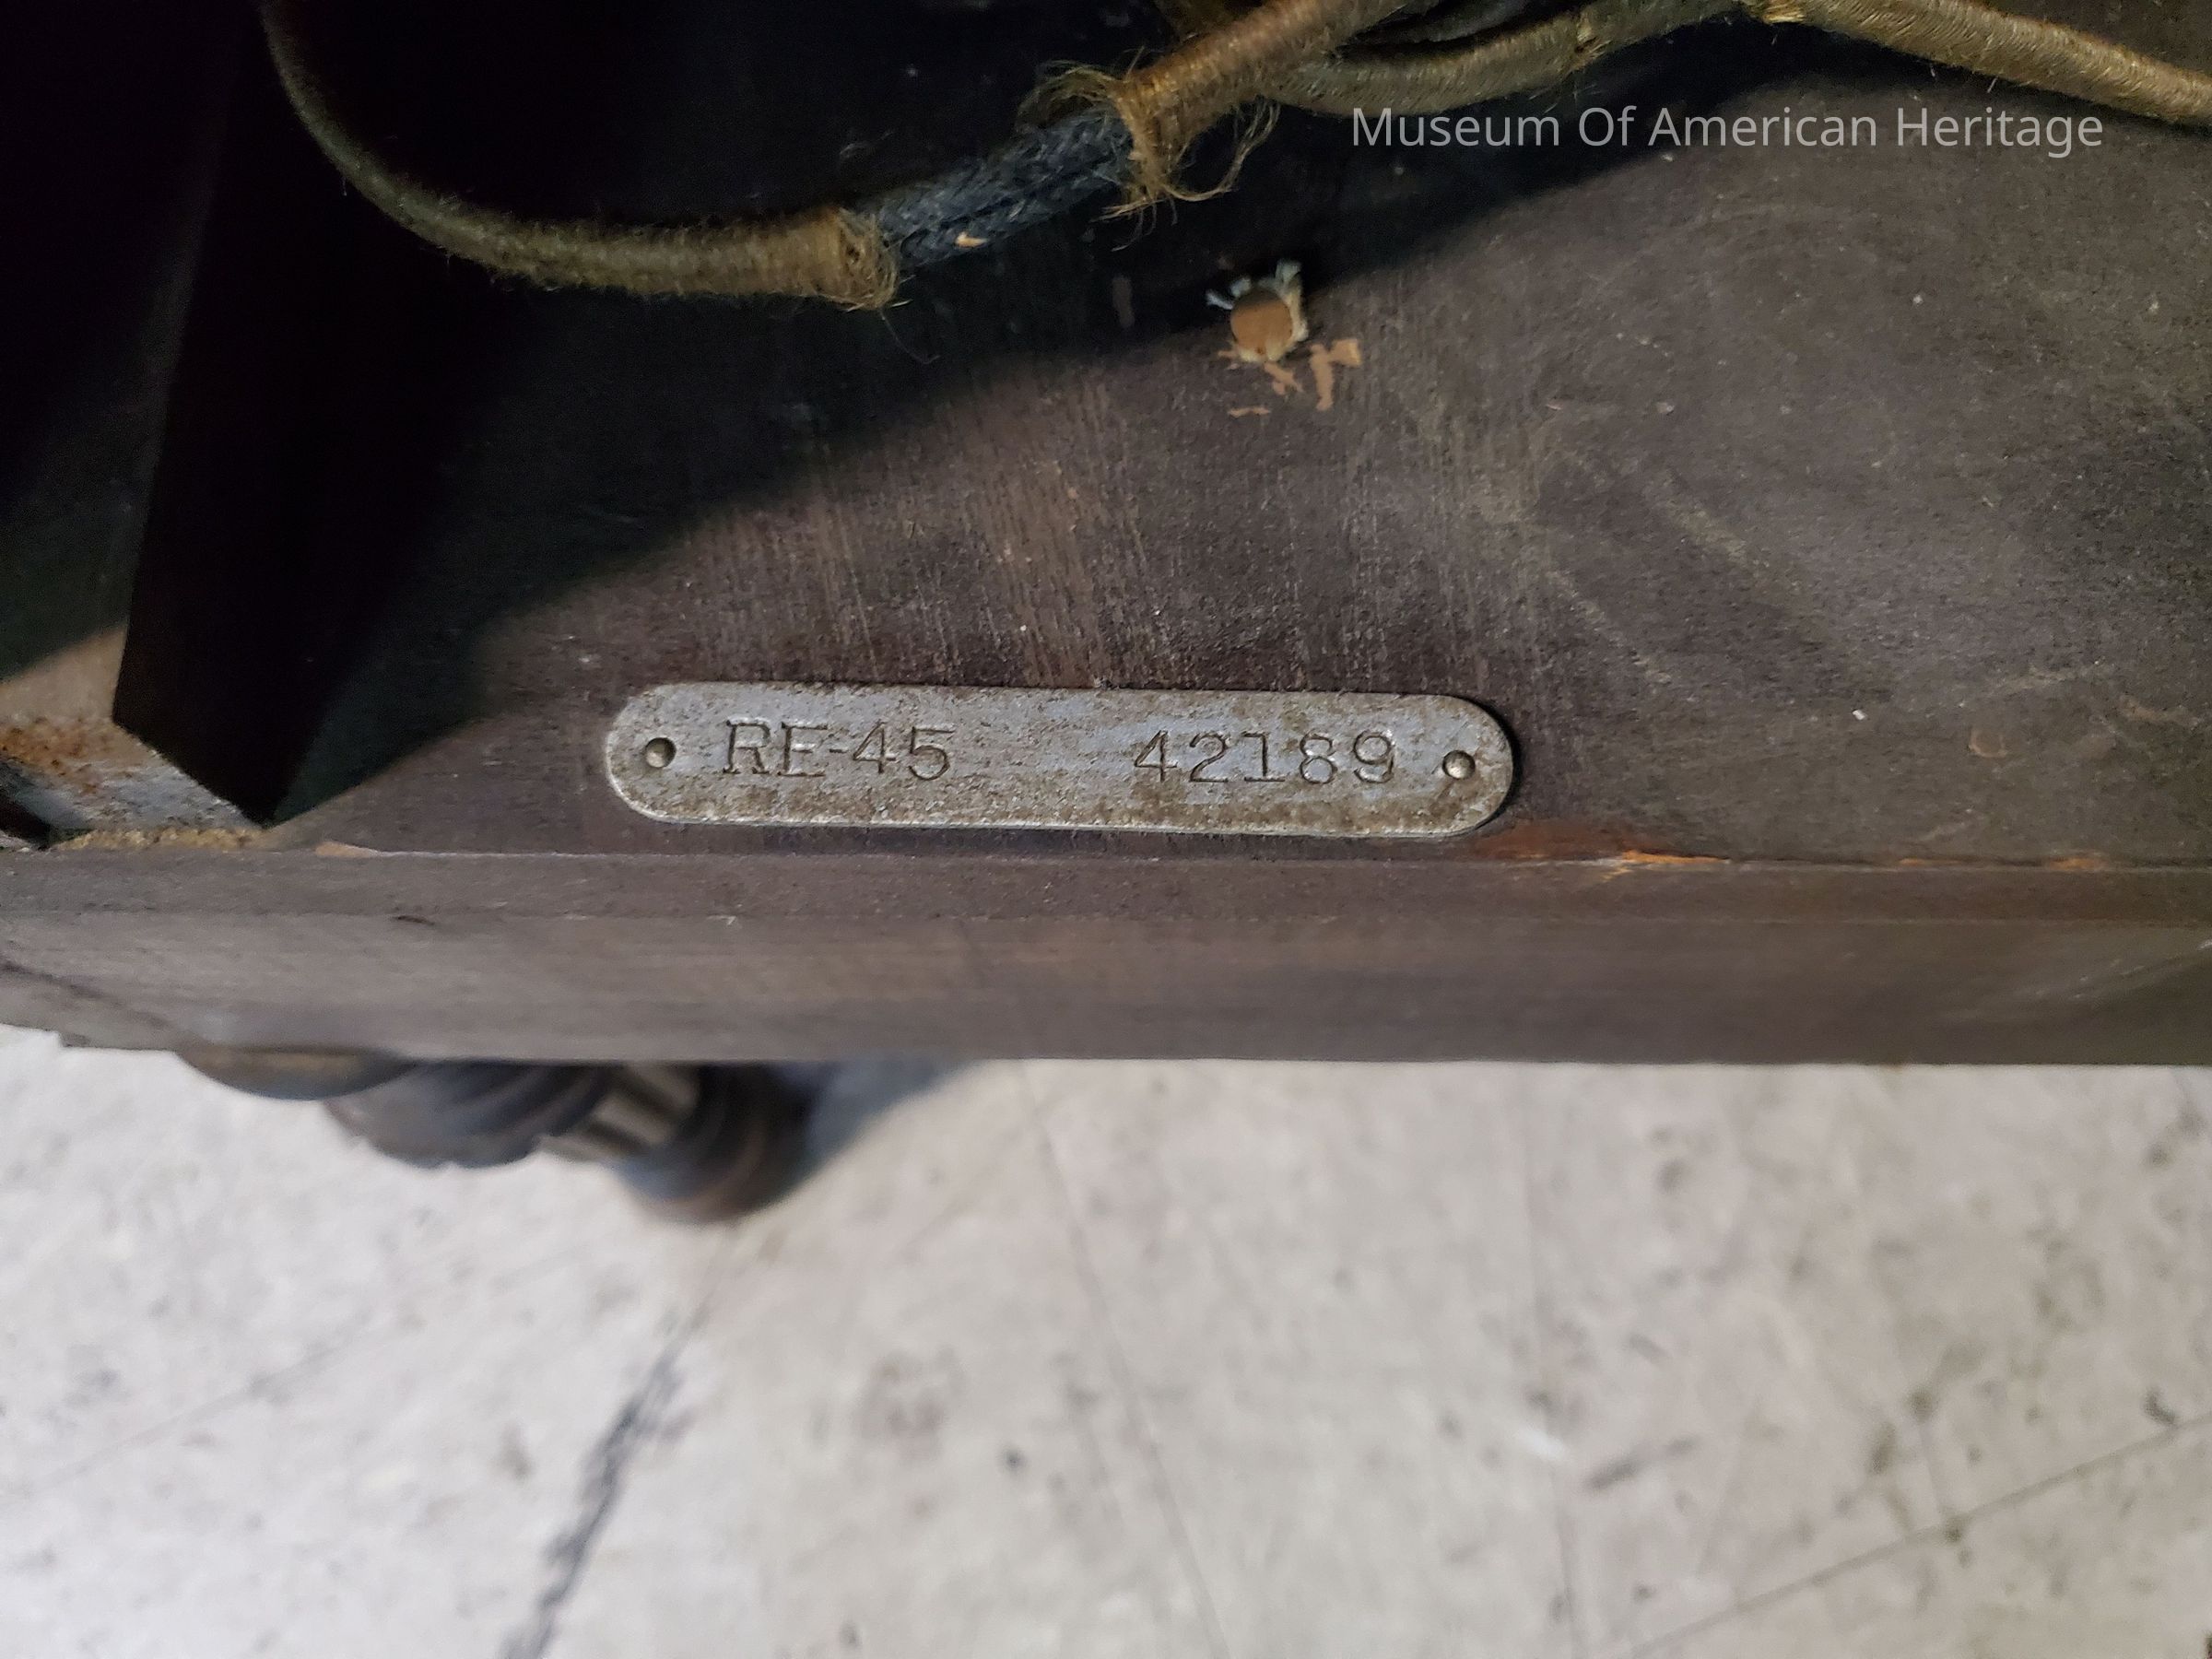 Museum Of American Heritage
RE-45 42189